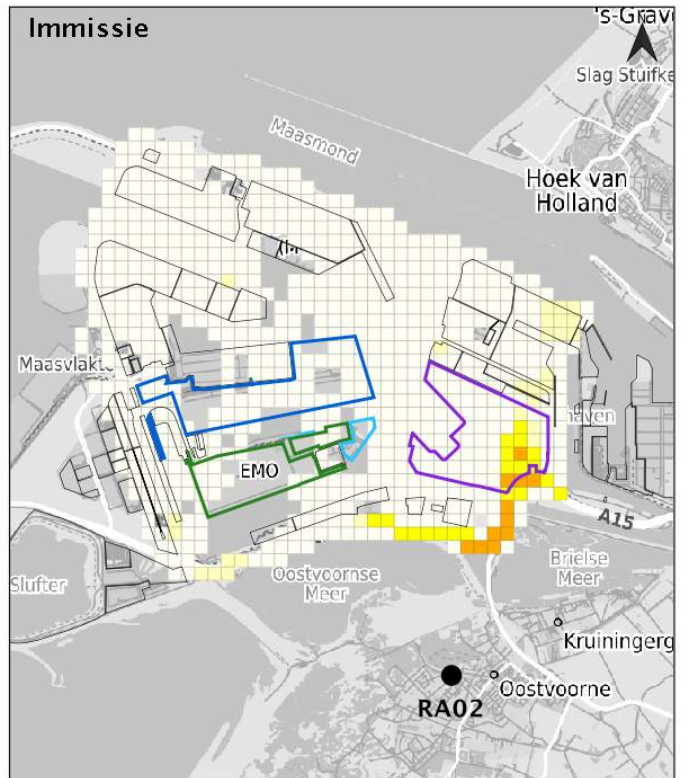 Immissie
's-Grav
Slag Stuifke
Maasmond
Hoek van
Holland
Maasvlakte
haven
EMO
A15
Slufter
Oostvoornse
Meer
Brielse
Meer
Kruiningerg
Oostvoorne
RA02